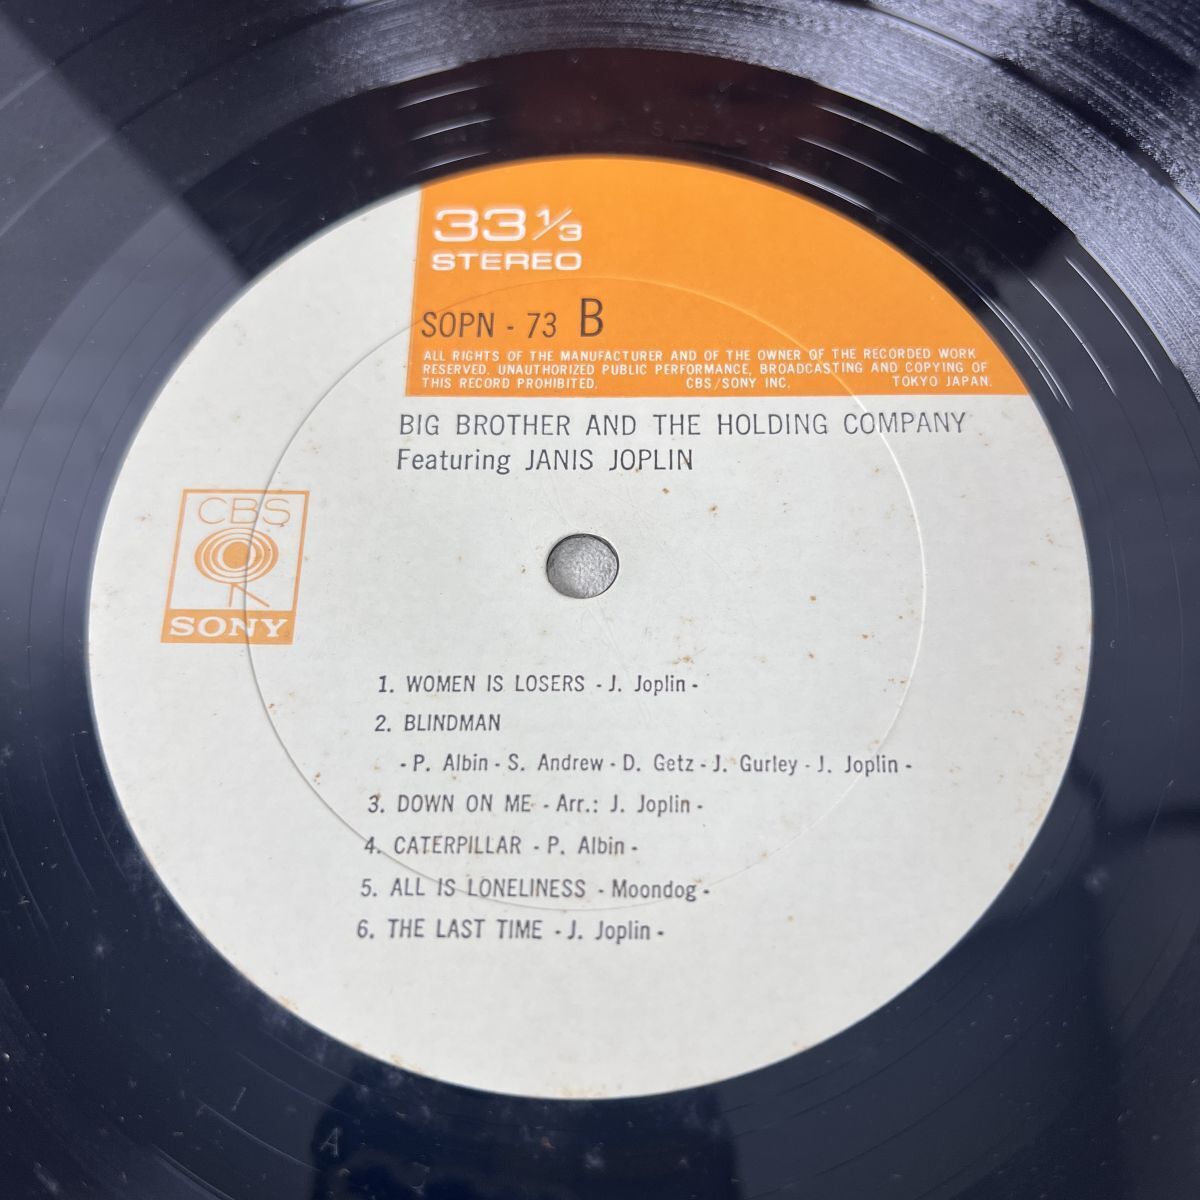 33 1/3
STEREO
SOPN - 73 B
ALL RIGHTS OF THE MANUFACTURER AND OF THE OWNER OF THE RECORDED WORK
RESERVED. UNAUTHORIZED PUBLIC PERFORMANCE, BROADCASTING AND COPYING OF
THIS RECORD PROHIBITED. CBS/SONY INC. TOKYO JAPAN.
BIG BROTHER AND THE HOLDING COMPANY
Featuring JANIS JOPLIN
CBS
SONY
1. WOMEN IS LOSERS - J. Joplin -
2. BLINDMAN
- P. Albin - S. Andrew - D. Getz - J. Gurley - J. Joplin -
3. DOWN ON ME - Arr.: J. Joplin -
4. CATERPILLAR - P. Albin -
5. ALL IS LONELINESS - Moondog -
6. THE LAST TIME - J. Joplin -
A